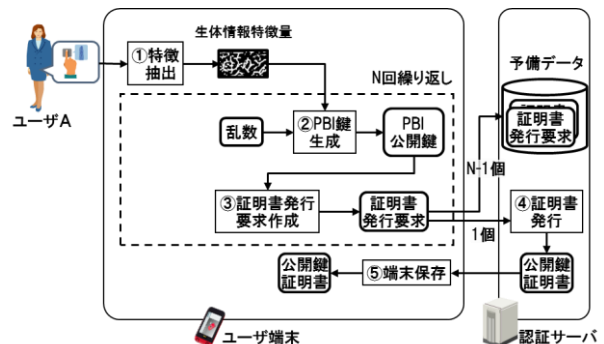 ユーザA
①特徴
抽出
生体情報特徴量
N回繰り返し
乱数
②PBI鍵
生成
PBI
公開鍵
③証明書発行
要求作成
証明書
発行要求
N-1個
1個
予備データ
証明書
証明書
発行要求
④証明書
発行
公開鍵
証明書
⑤端末保存
公開鍵
証明書
ユーザ端末
認証サーバ